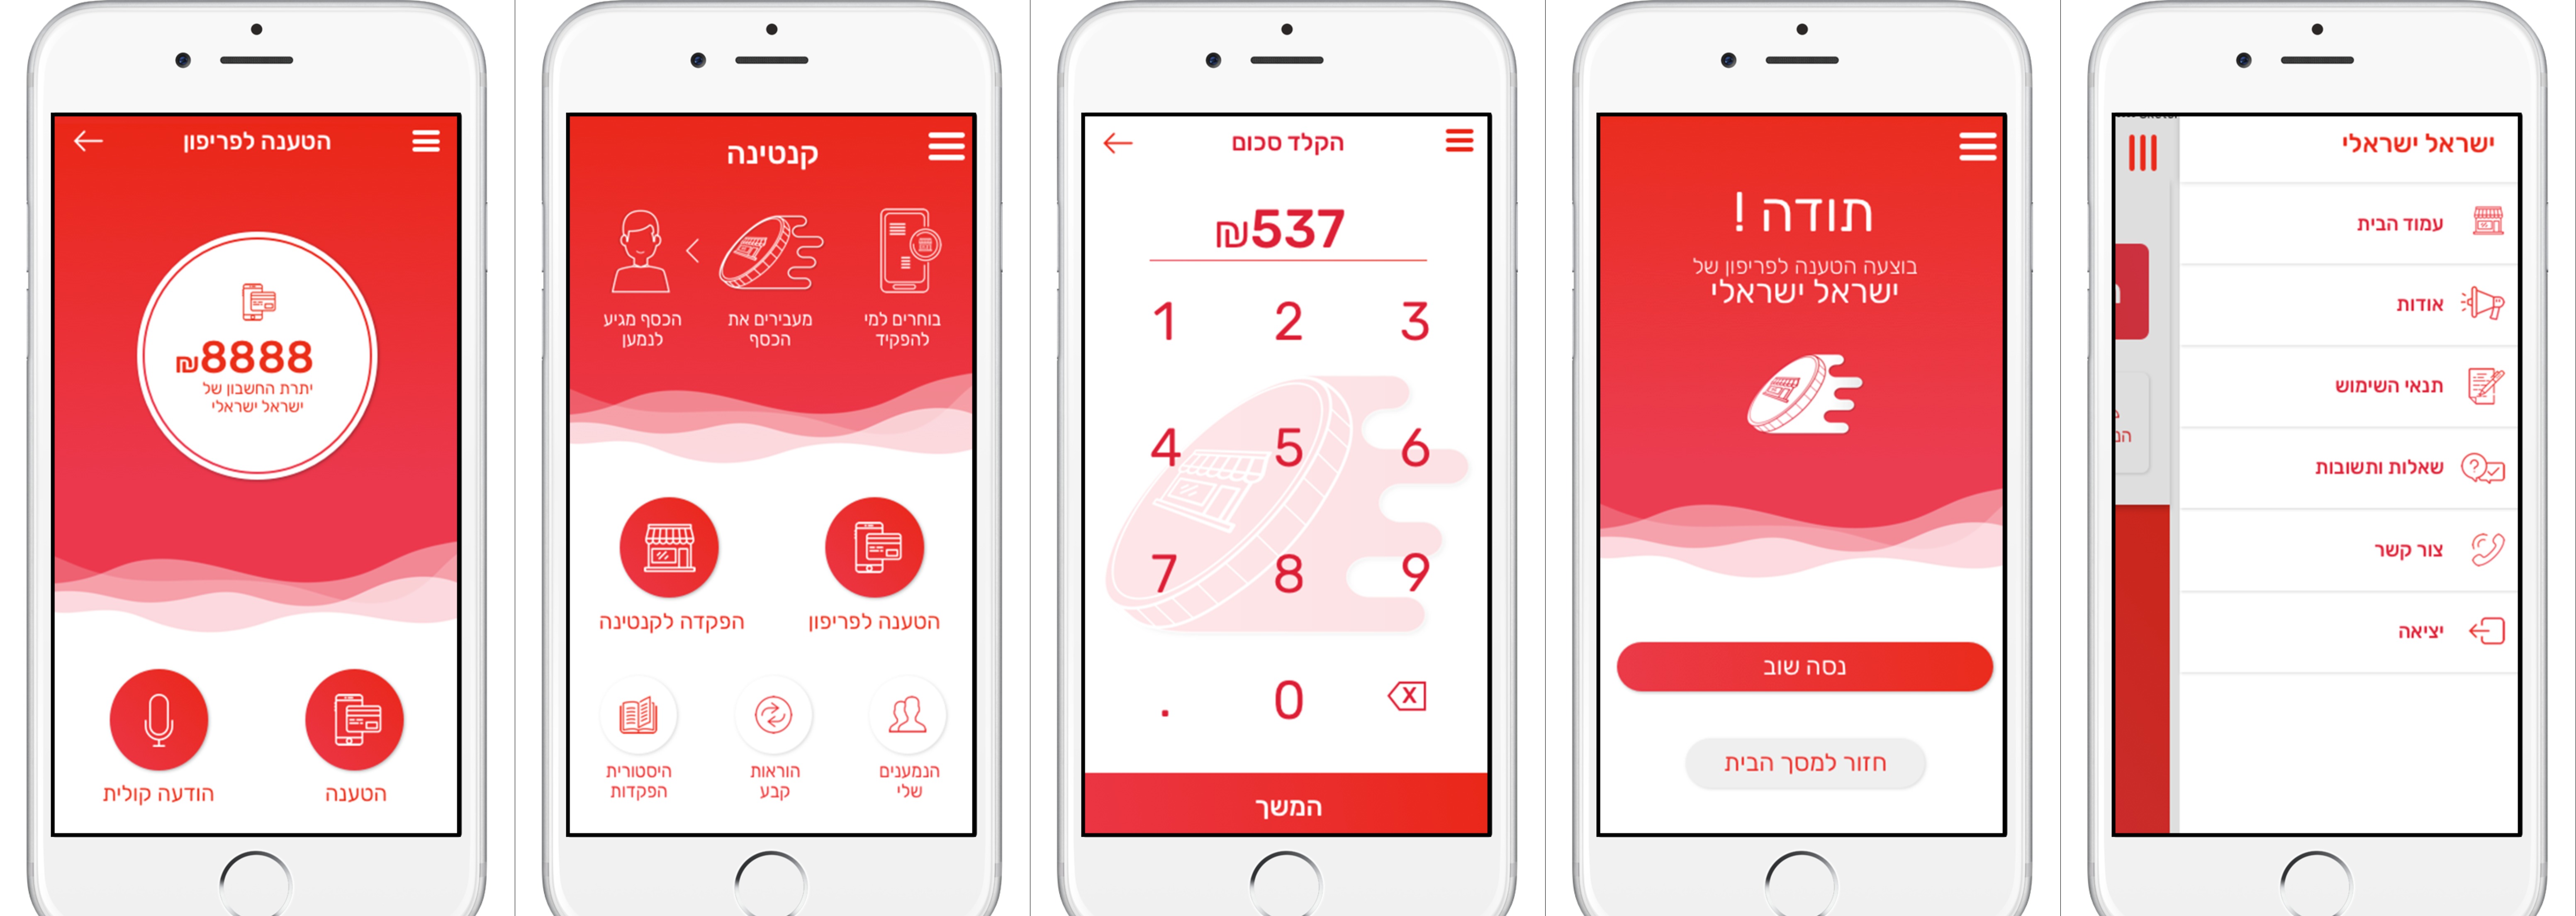 הטענה לפריפון
₪8888
יתרת החשבון של
ישראל ישראלי
הטענה
הודעה קולית
קנטינה
בוחרים למי
להפקיד
מעבירים את
הכסף
הכסף מגיע
לנמען
הטענה לפריפון
הפקדה לקנטינה
הנמענים
שלי
הוראות
קבע
היסטורית
הפקדות
הקלד סכום
₪537
1 2 3
4 5 6
7 8 9
. 0 X
המשך
תודה !
בוצעה הטענה לפריפון של
ישראל ישראלי
נסה שוב
חזור למסך הבית
ישראל ישראלי
עמוד הבית
אודות
תנאי השימוש
שאלות ותשובות
צור קשר
יציאה